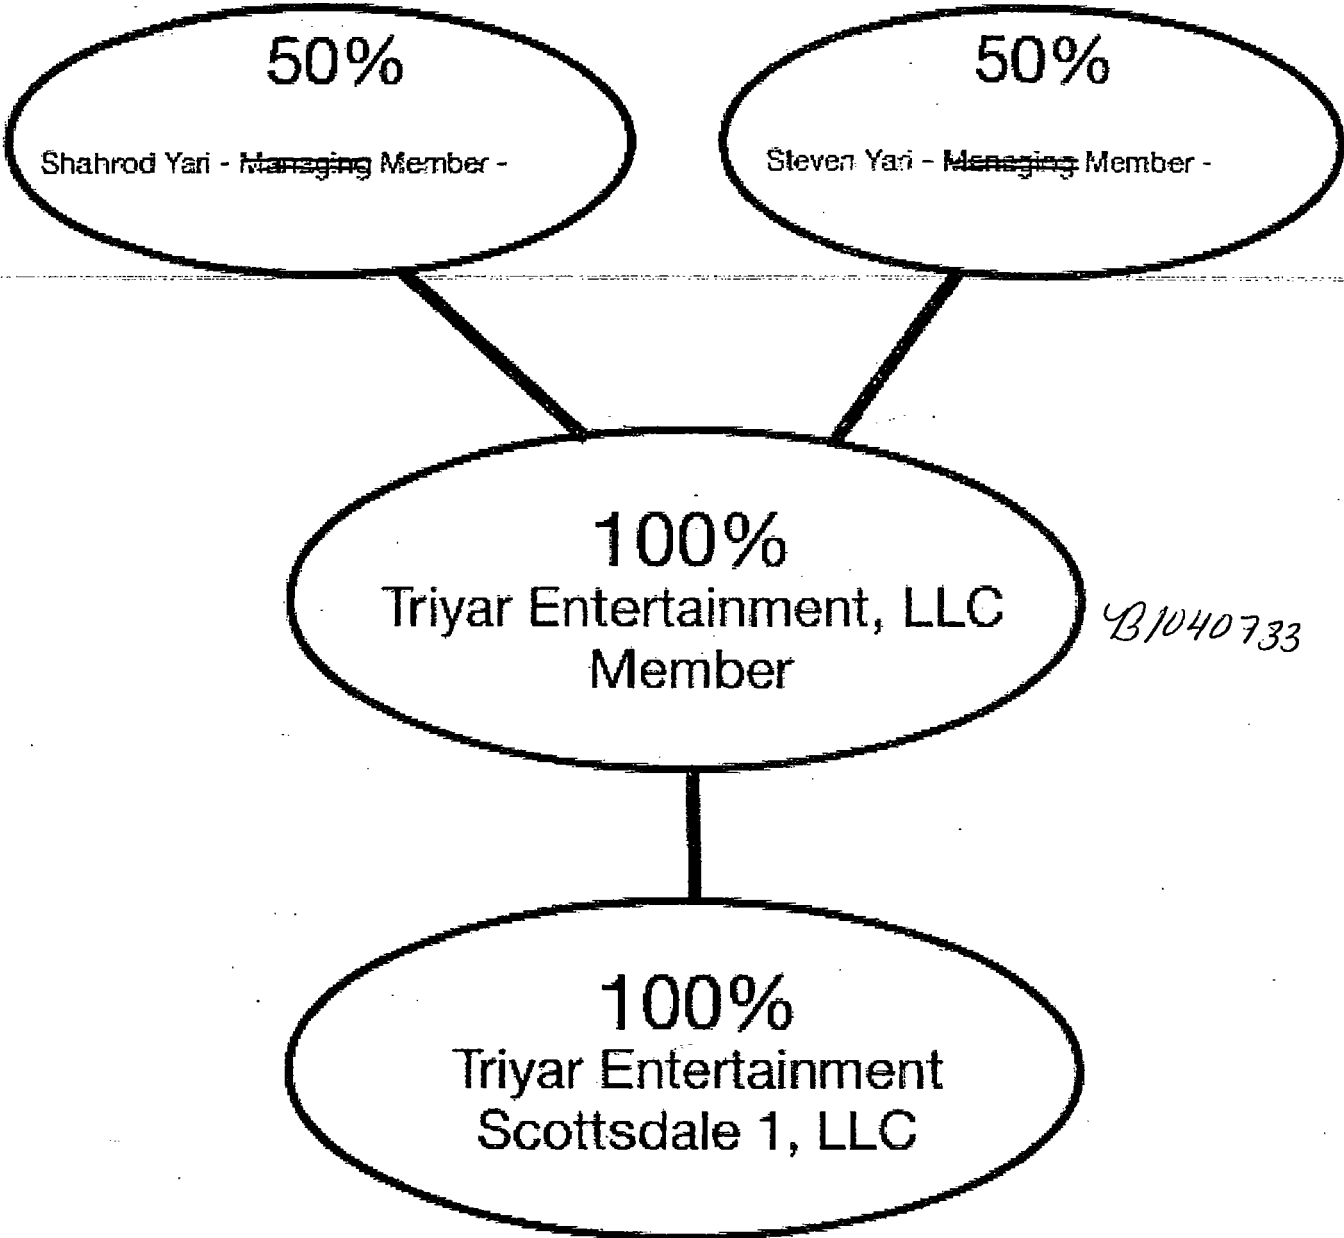 50%
Shahrod Yari - Managing Member -
50%
Steven Yari - Managing Member -
100%
Triyar Entertainment, LLC
Member
B1040733
100%
Triyar Entertainment
Scottsdale 1, LLC